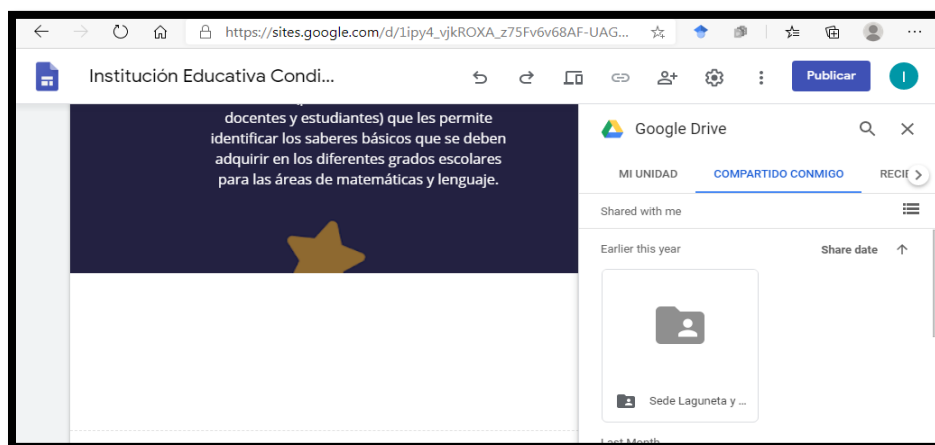 https://sites.google.com/d/1ipy4_vjkROXA_z75Fv6v68AF-UAG...
Institución Educativa Condi...
Publicar
I
docentes y estudiantes) que les permite
identificar los saberes básicos que se deben
adquirir en los diferentes grados escolares
para las áreas de matemáticas y lenguaje.
Google Drive
MI UNIDAD COMPARTIDO CONMIGO
Shared with me
Earlier this year Share date
Sede Laguneta y ...
Last Month